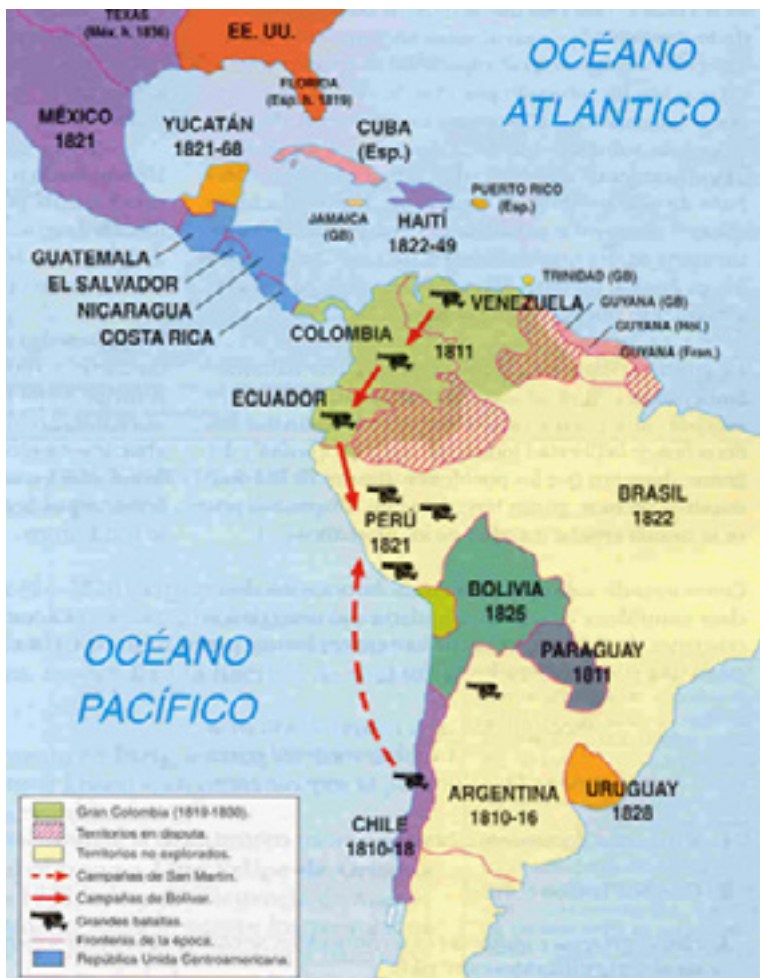 TEXAS
(Méx. h. 1836)
EE. UU.
OCÉANO
ATLÁNTICO
FLORIDA
(Esp. h. 1819)
MÉXICO
1821
YUCATÁN
1821-68
CUBA
(Esp.)
PUERTO RICO
(Esp.)
JAMAICA
(GB)
HAITÍ
1822-49
GUATEMALA
EL SALVADOR
NICARAGUA
COSTA RICA
TRINIDAD (GB)
VENEZUELA
GUYANA (GB)
GUYANA (Hol.)
GUYANA (Fran.)
COLOMBIA
1811
ECUADOR
BRASIL
1822
PERÚ
1821
BOLIVIA
1825
OCÉANO
PACÍFICO
PARAGUAY
1811
ARGENTINA
1810-16
URUGUAY
1828
CHILE
1810-18
Gran Colombia (1819-1830).
Territorios en disputa.
Territorios no explorados.
Campañas de San Martín.
Campañas de Bolívar.
Grandes batallas.
Fronteras de la época.
República Unida Centroamericana.